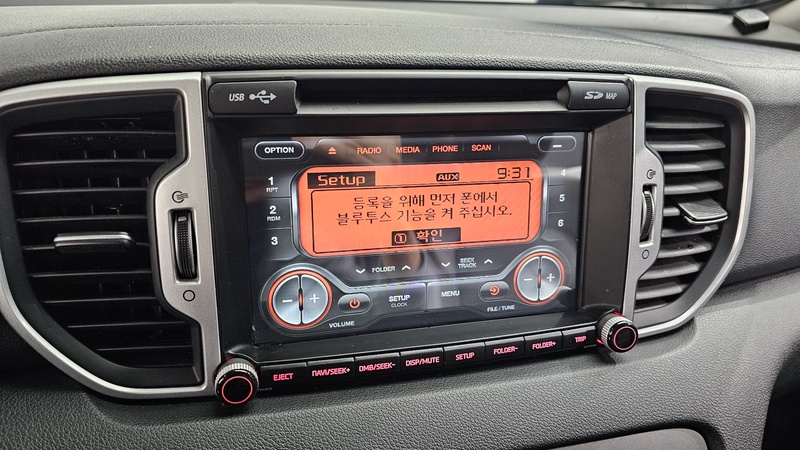 USB
SD MAP
OPTION
RADIO MEDIA PHONE SCAN
1 RPT
2 RDM
3
4
5
6
Setup AUX 9:31
등록을 위해 먼저 폰에서
블루투스 기능을 켜 주십시오.
1 확인
FOLDER
SEEK
TRACK
VOLUME
SETUP
CLOCK
MENU
FILE / TUNE
EJECT NAVI/SEEK+ DMB/SEEK- DISP/MUTE SETUP FOLDER- FOLDER+ TRIP